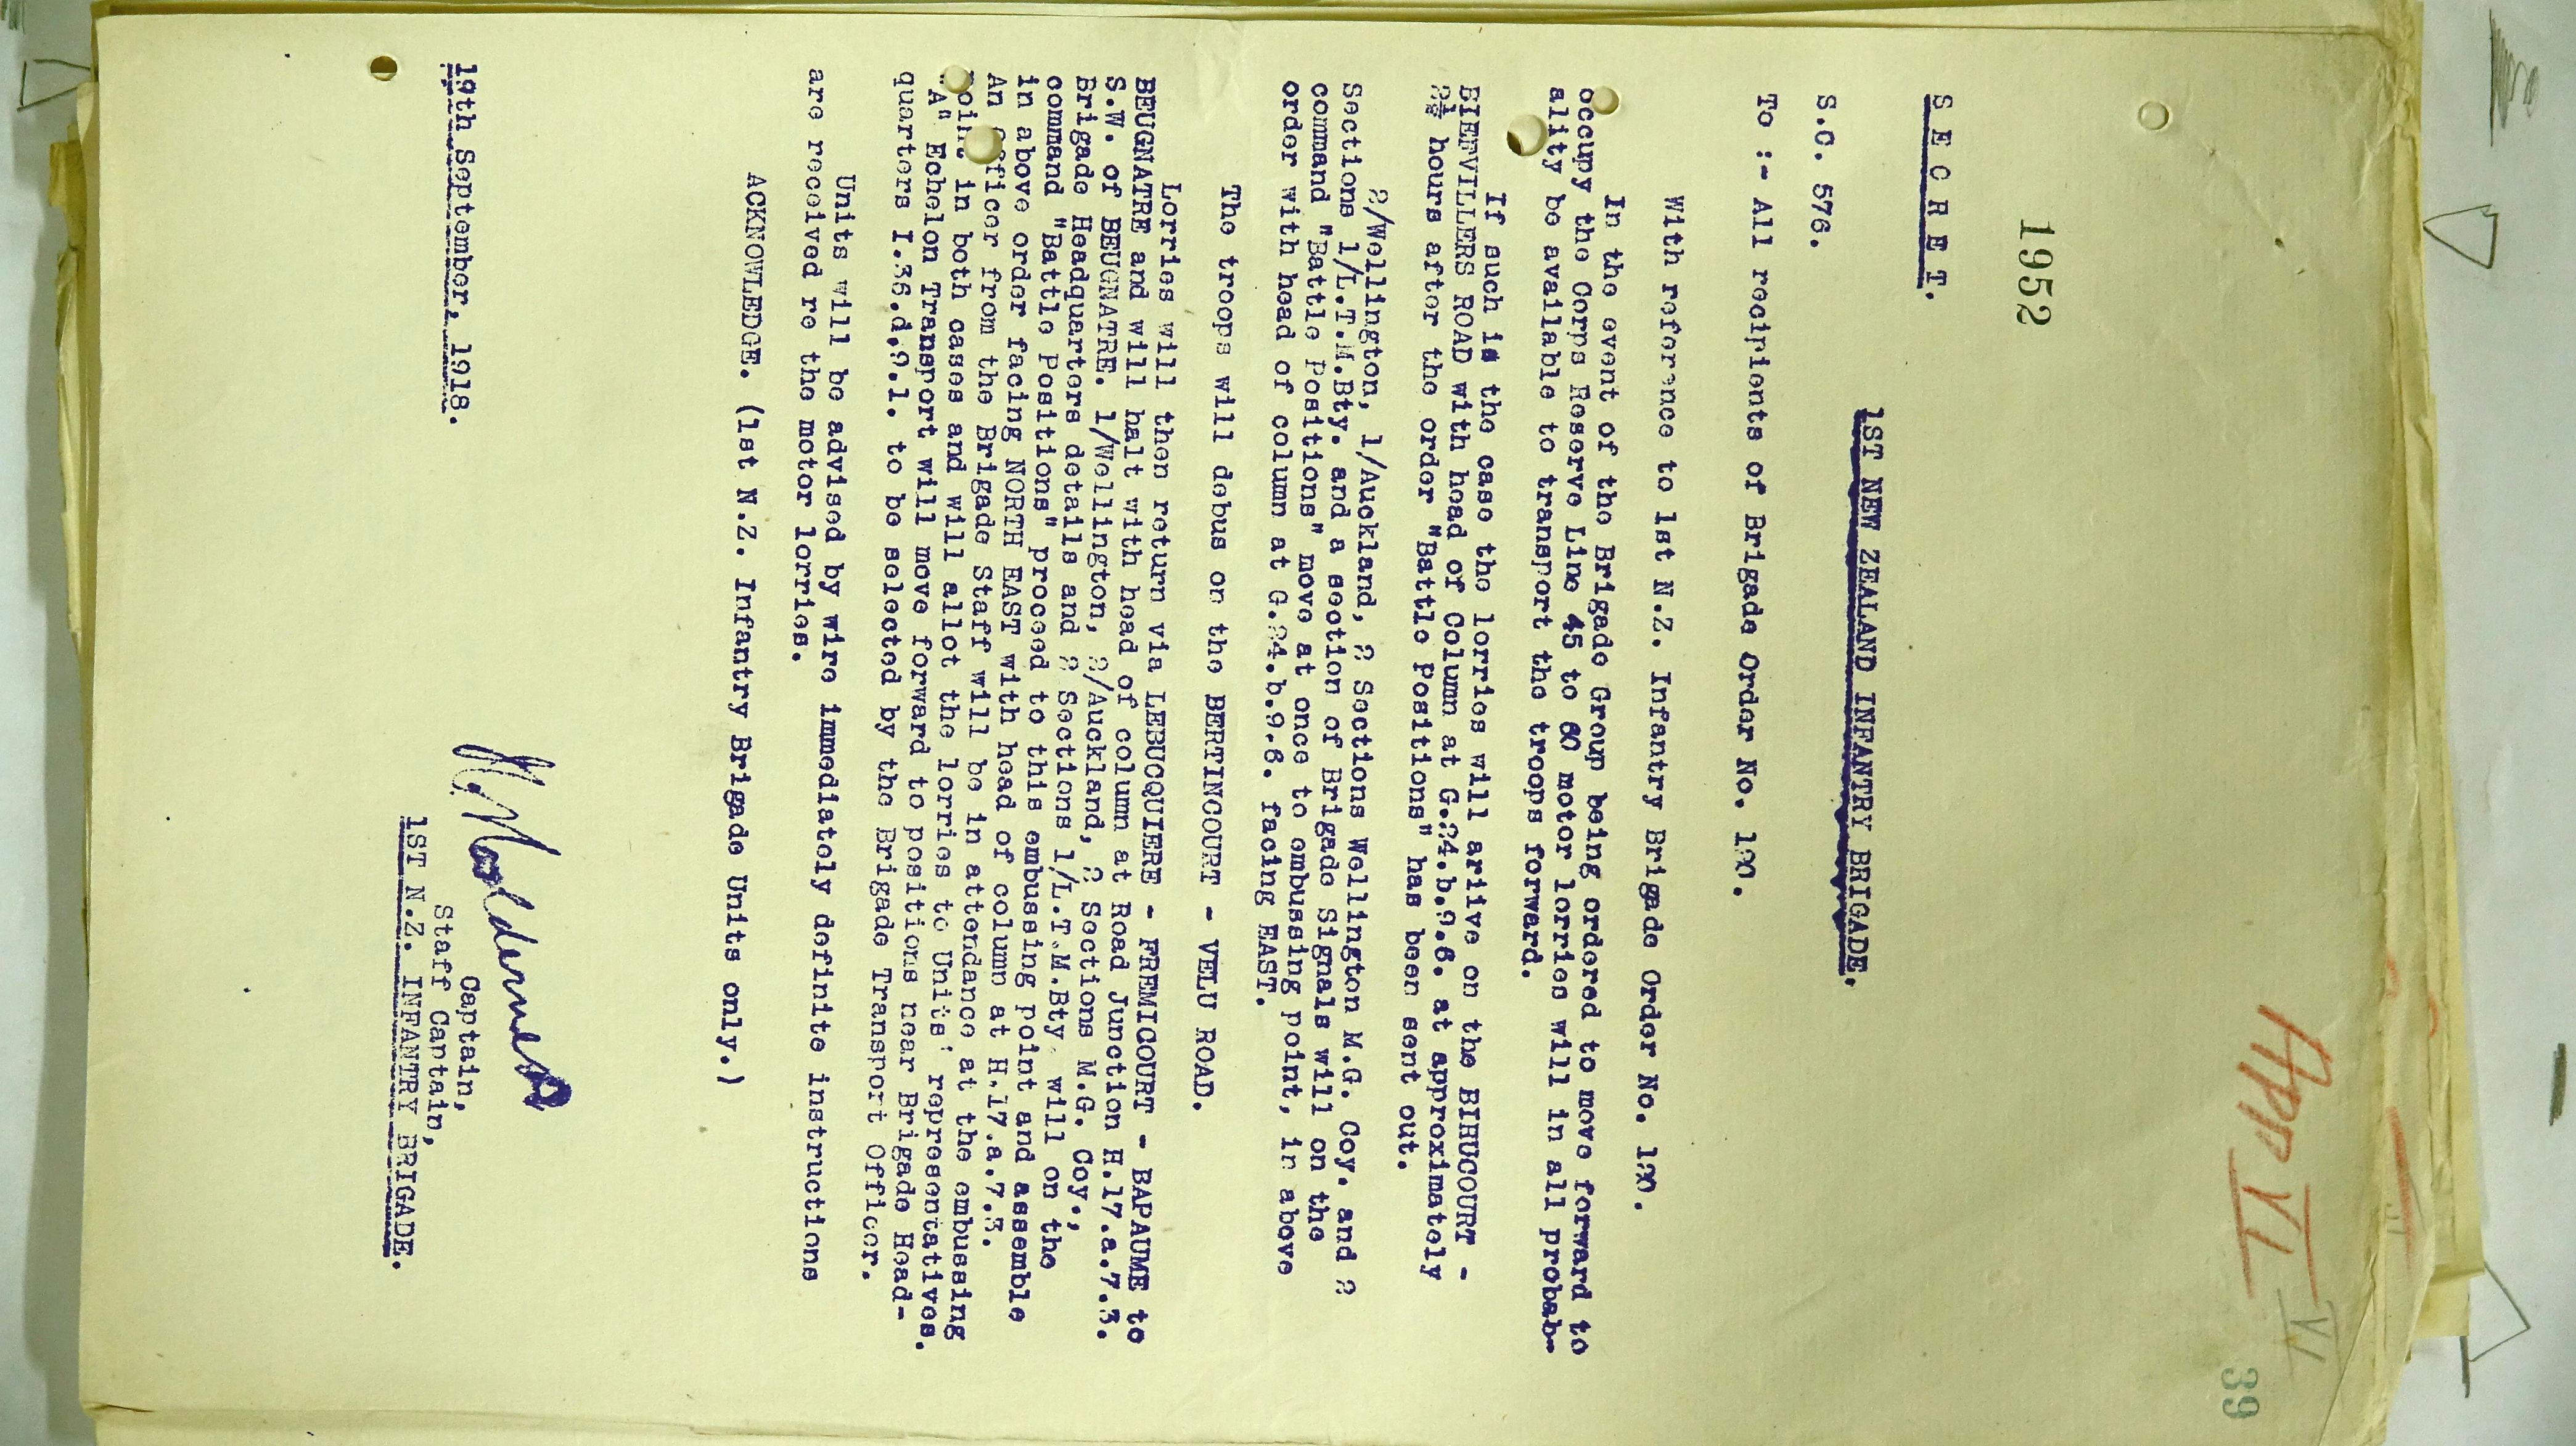 App VI
VI
39
1952
S E C R E T.
1ST NEW ZEALAND INFANTRY BRIGADE.
S.C. 576.
To :- All recipients of Brigade Order No. 120.
With reference to 1st N.Z. Infantry Brigade Order No. 120.
In the event of the Brigade Group being ordered to move forward to
occupy the Corps Reserve Line 45 to 60 motor lorries will in all probab-
ality be available to transport the troops forward.
If such is the case the lorries will arrive on the BIHUCOURT -
BIEFVILLERS ROAD with head of Column at G.24.b.9.6. at approximately
2½ hours after the order "Battle Positions" has been sent out.
2/Wellington, 1/Auckland, 2 Sections Wellington M.G. Coy. and 2
Sections 1/L.T.M.Bty. and a section of Brigade Signals will on the
command "Battle Positions" move at once to embussing point, in above
order with head of column at G.24.b.9.6. facing EAST.
The troops will debus on the BERTINCOURT - VELU ROAD.
Lorries will then return via LEBUCQUIERE - FREMICOURT - BAPAUME to
BEUGNATRE and will halt with head of column at Road Junction H.17.a.7.3.
S.W. of BEUGNATRE. 1/Wellington, 2/Auckland, 2 Sections M.G. Coy.,
Brigade Headquarters details and 2 Sections 1/L.T.M.Bty. will on the
command "Battle Positions" proceed to this embussing point and assemble
in above order facing NORTH EAST with head of column at H.17.a.7.3.
An Officer from the Brigade Staff will be in attendance at the embussing
point in both cases and will allot the lorries to Units' representatives.
"A" Echelon Transport will move forward to positions near Brigade Head-
quarters I.36.d.9.1. to be selected by the Brigade Transport Officer.
Units will be advised by wire immediately definite instructions
are received re the motor lorries.
ACKNOWLEDGE. (1st N.Z. Infantry Brigade Units only.)
Captain,
Staff Captain,
1ST N.Z. INFANTRY BRIGADE.
19th September, 1918.